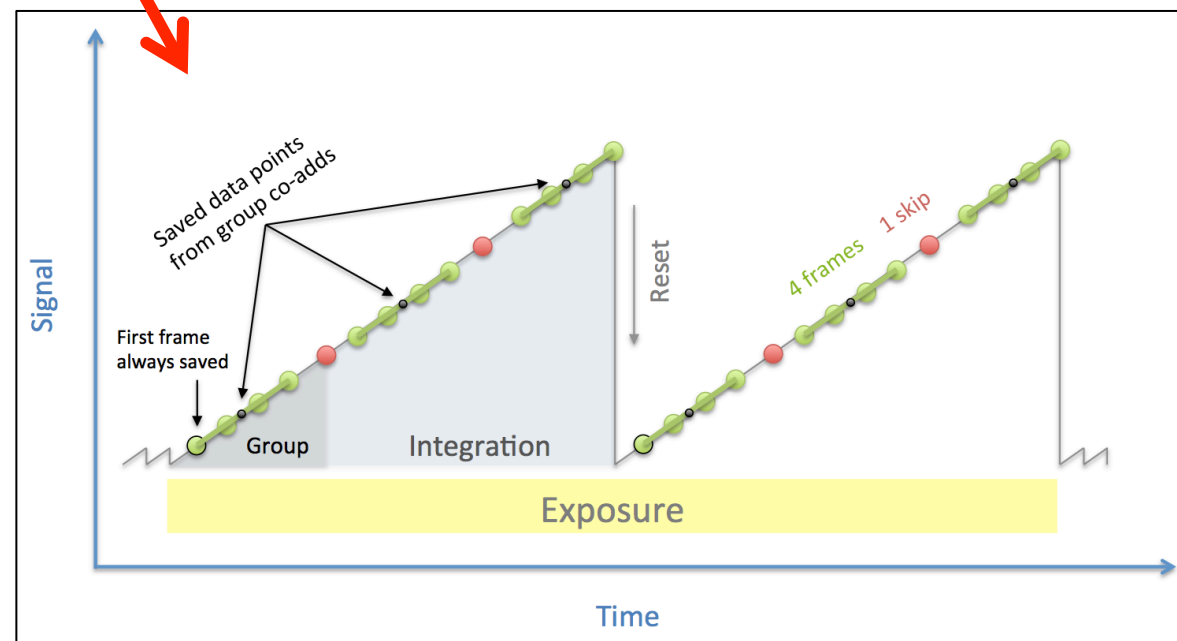 Signal
Saved data points
from group co-adds
First frame
always saved
Group
Integration
Reset
4 frames
1 skip
Exposure
Time